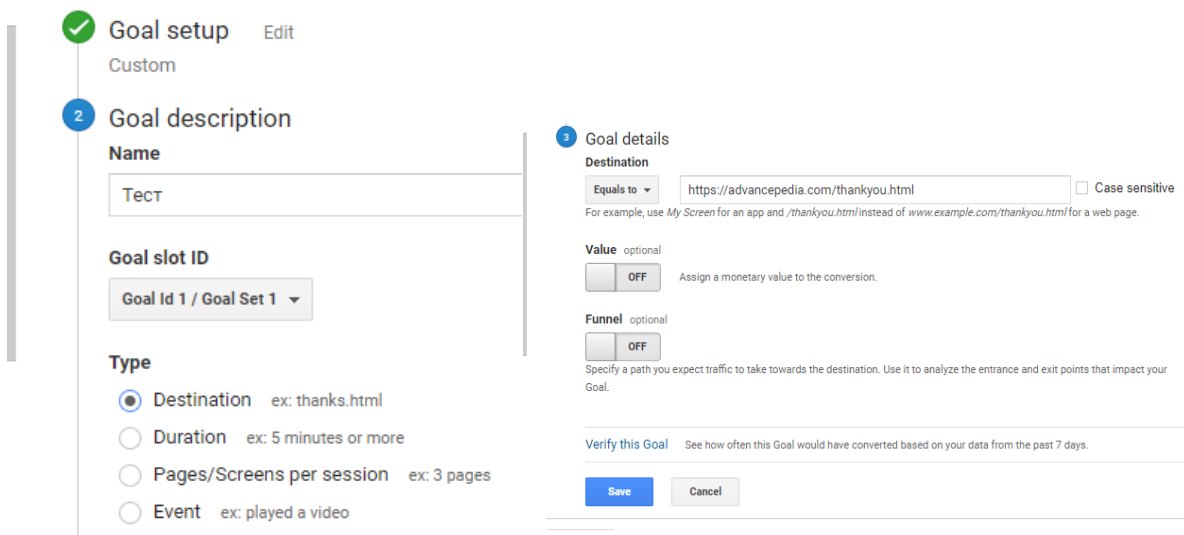 Goal setup Edit
Custom
2 Goal description
Name
Тест
Goal slot ID
Goal Id 1 / Goal Set 1
Type
Destination ex: thanks.html
Duration ex: 5 minutes or more
Pages/Screens per session ex: 3 pages
Event ex: played a video
3 Goal details
Destination
Equals to https://advancepedia.com/thankyou.html Case sensitive
For example, use My Screen for an app and /thankyou.html instead of www.example.com/thankyou.html for a web page.
Value optional
OFF Assign a monetary value to the conversion.
Funnel optional
OFF
Specify a path you expect traffic to take towards the destination. Use it to analyze the entrance and exit points that impact your
Goal.
Verify this Goal See how often this Goal would have converted based on your data from the past 7 days.
Save Cancel